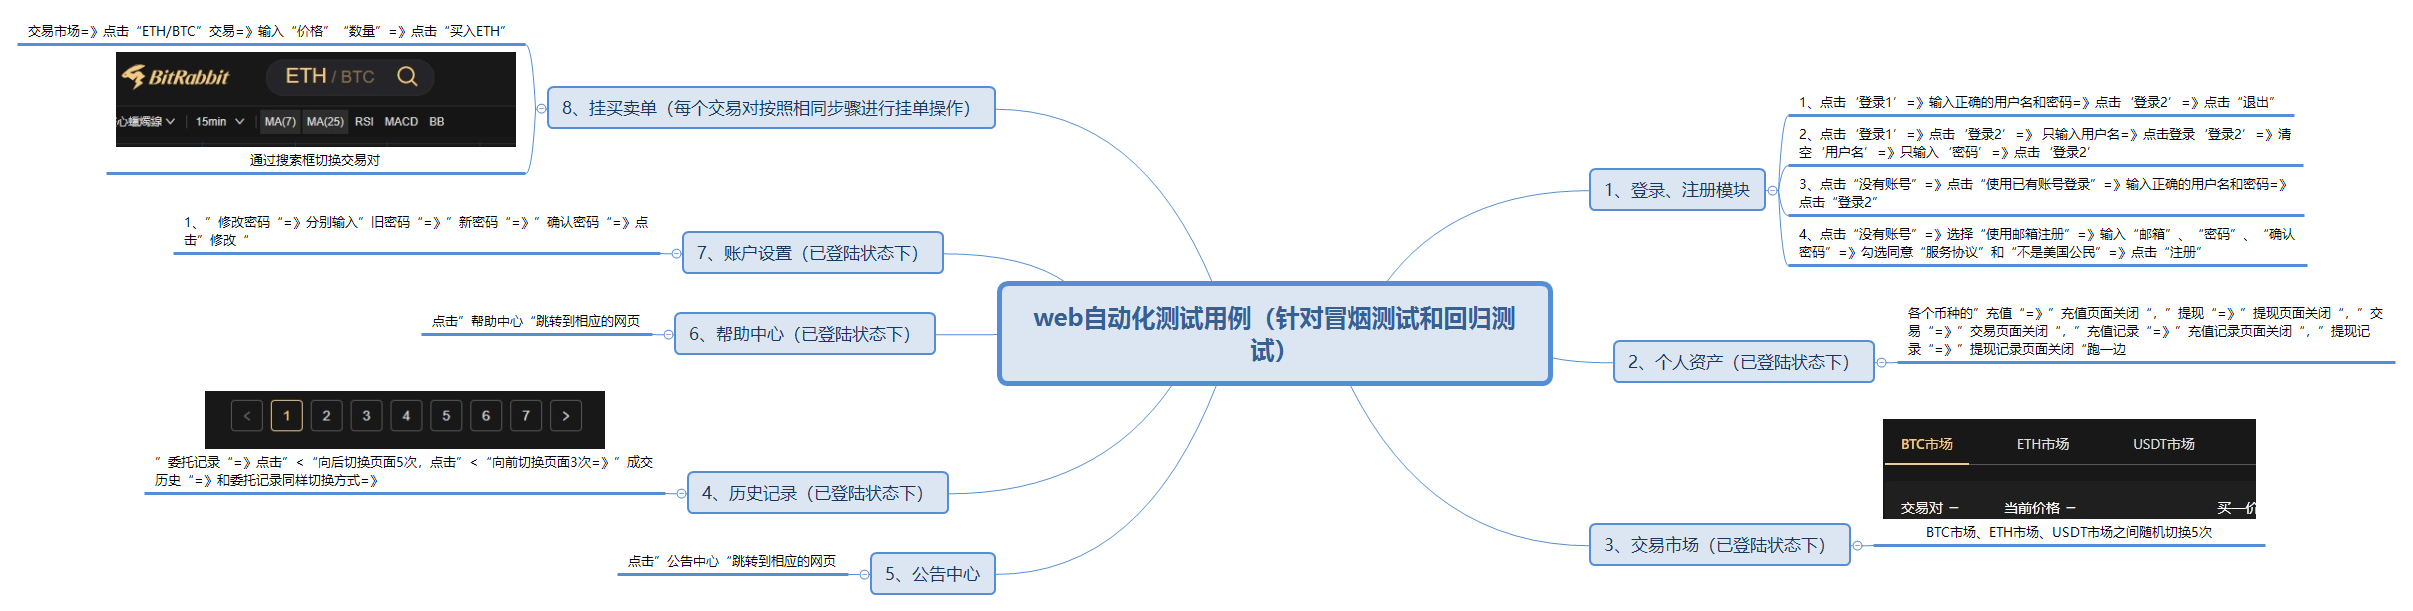 web自动化测试用例（针对冒烟测试和回归测
试）
1、登录、注册模块
1、点击‘登录1’=》输入正确的用户名和密码=》点击‘登录2’=》点击“退出”
2、点击‘登录1’=》点击‘登录2’=》 只输入用户名=》点击登录‘登录2’=》清
空‘用户名’=》只输入‘密码’=》点击‘登录2’
3、点击“没有账号”=》点击“使用已有账号登录”=》输入正确的用户名和密码=》
点击“登录2”
4、点击“没有账号”=》选择“使用邮箱注册”=》输入“邮箱”、“密码”、“确认
密码”=》勾选同意“服务协议”和“不是美国公民”=》点击“注册”
2、个人资产（已登陆状态下）
各个币种的”充值“=》”充值页面关闭“，”提现“=》”提现页面关闭“，”交
易“=》”交易页面关闭“，”充值记录“=》”充值记录页面关闭“，”提现记
录“=》”提现记录页面关闭“跑一边
3、交易市场（已登陆状态下）
BTC市场 ETH市场 USDT市场
交易对 当前价格 买一价
BTC市场、ETH市场、USDT市场之间随机切换5次
8、挂买卖单（每个交易对按照相同步骤进行挂单操作）
交易市场=》点击“ETH/BTC”交易=》输入“价格”“数量”=》点击“买入ETH”
BitRabbit ETH / BTC
心蠟燭線 15min MA(7) MA(25) RSI MACD BB
通过搜索框切换交易对
7、账户设置（已登陆状态下）
1、”修改密码“=》分别输入”旧密码“=》”新密码“=》”确认密码“=》点
击”修改“
6、帮助中心（已登陆状态下）
点击”帮助中心“跳转到相应的网页
4、历史记录（已登陆状态下）
< 1 2 3 4 5 6 7 >
”委托记录“=》点击”<“向后切换页面5次，点击”<“向前切换页面3次=》”成交
历史“=》和委托记录同样切换方式=》
5、公告中心
点击”公告中心“跳转到相应的网页